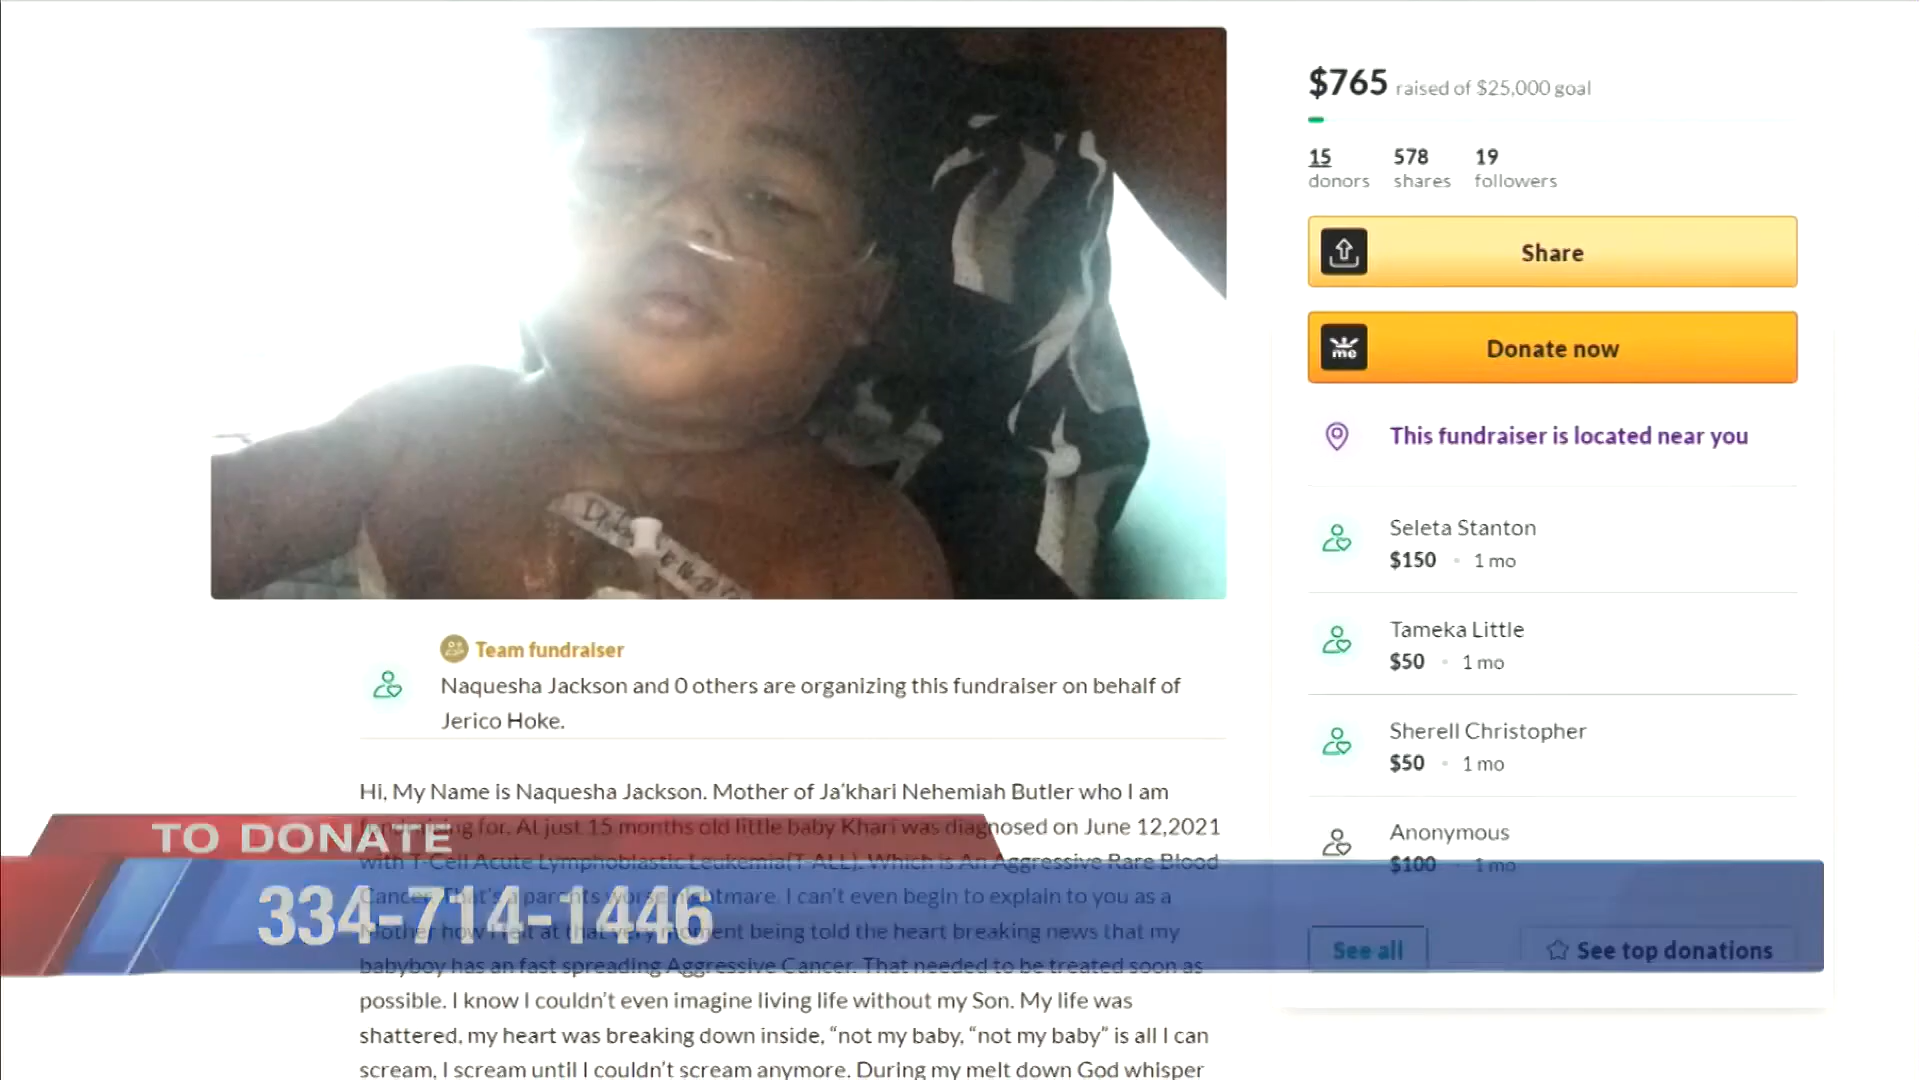 $765 raised of $25,000 goal
15 578 19
donors shares followers
Share
me Donate now
This fundraiser is located near you
Seleta Stanton
$150 • 1 mo
Tameka Little
$50 • 1 mo
Sherell Christopher
$50 • 1 mo
Anonymous
$100 • 1 mo
See all See top donations
Team fundraiser
Naquesha Jackson and 0 others are organizing this fundraiser on behalf of
Jerico Hoke.
Hi, My Name is Naquesha Jackson. Mother of Ja'khari Nehemiah Butler who I am
for. At just 15 months old little baby Khari was diagnosed on June 12,2021
with T-Cell Acute Lymphoblastic Leukemia(T-ALL). Which is An Aggressive Rare Blood
Cancer. That's a parents worse nightmare. I can't even begin to explain to you as a
Mother how I felt at that very moment being told the heart breaking news that my
babyboy has an fast spreading Aggressive Cancer. That needed to be treated soon as
possible. I know I couldn't even imagine living life without my Son. My life was
shattered, my heart was breaking down inside, “not my baby, “not my baby” is all I can
scream, I scream until I couldn't scream anymore. During my melt down God whisper
TO DONATE
334-714-1446